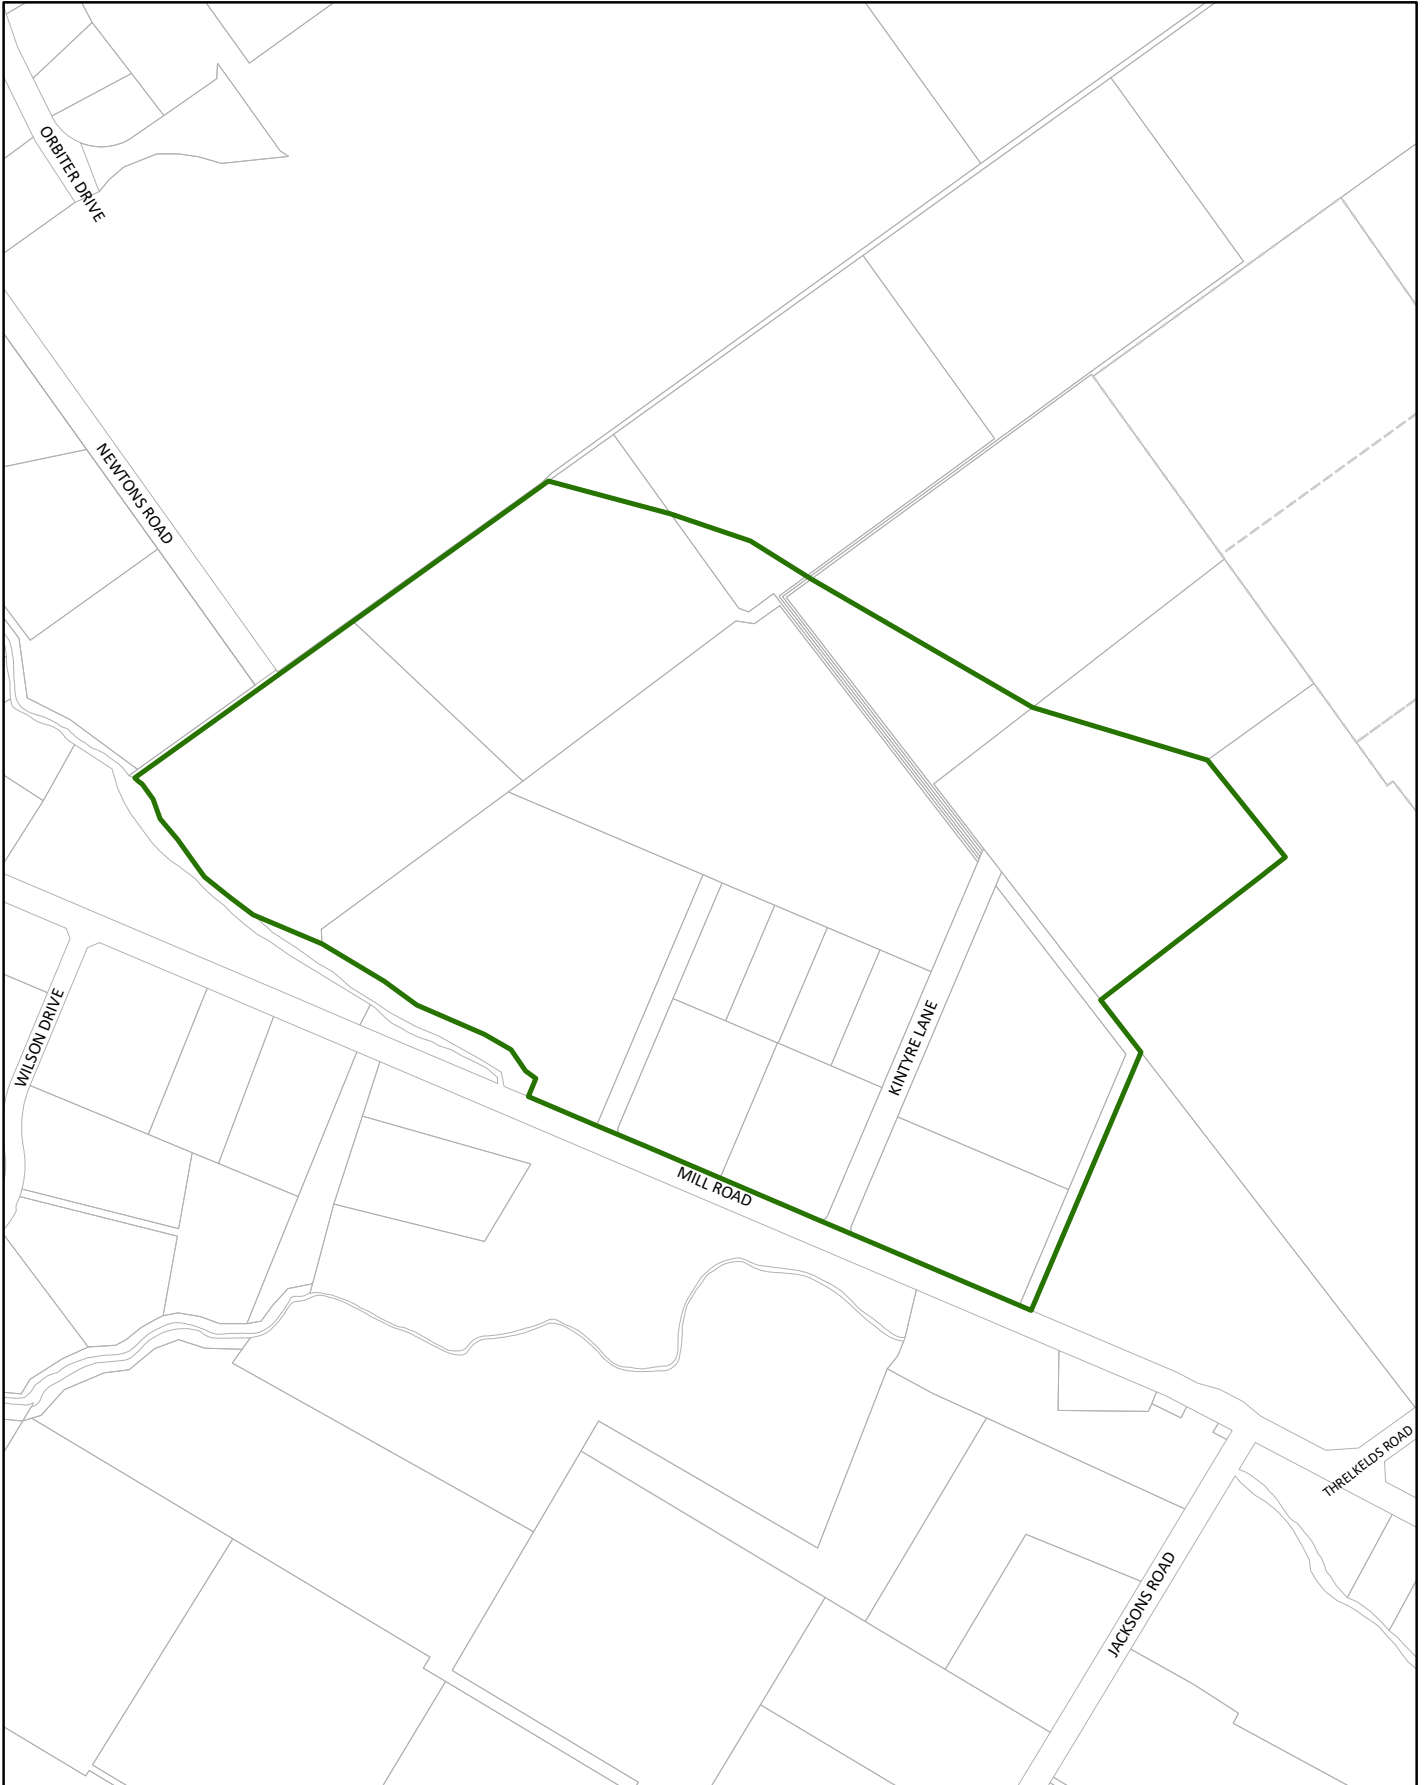 ORBITER DRIVE
NEWTONS ROAD
WILSON DRIVE
KINTYRE LANE
MILL ROAD
THRELKELDS ROAD
JACKSONS ROAD